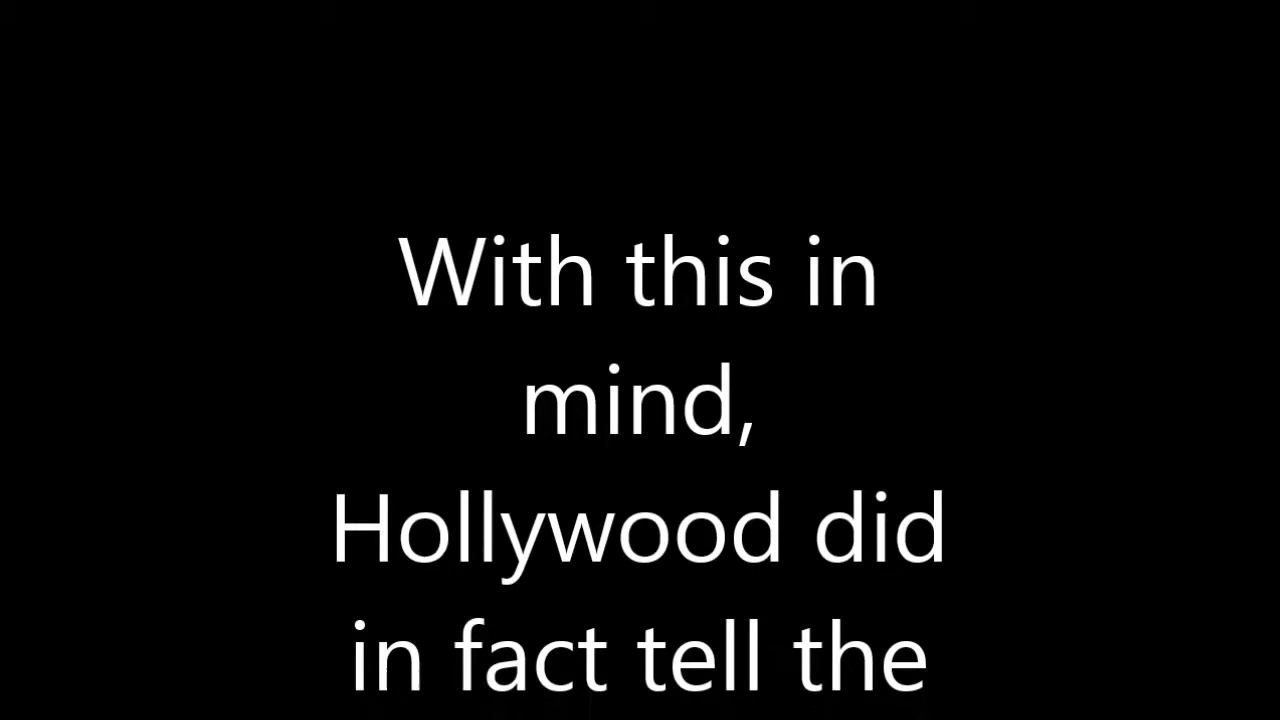 With this in
mind,
Hollywood did
in fact tell the